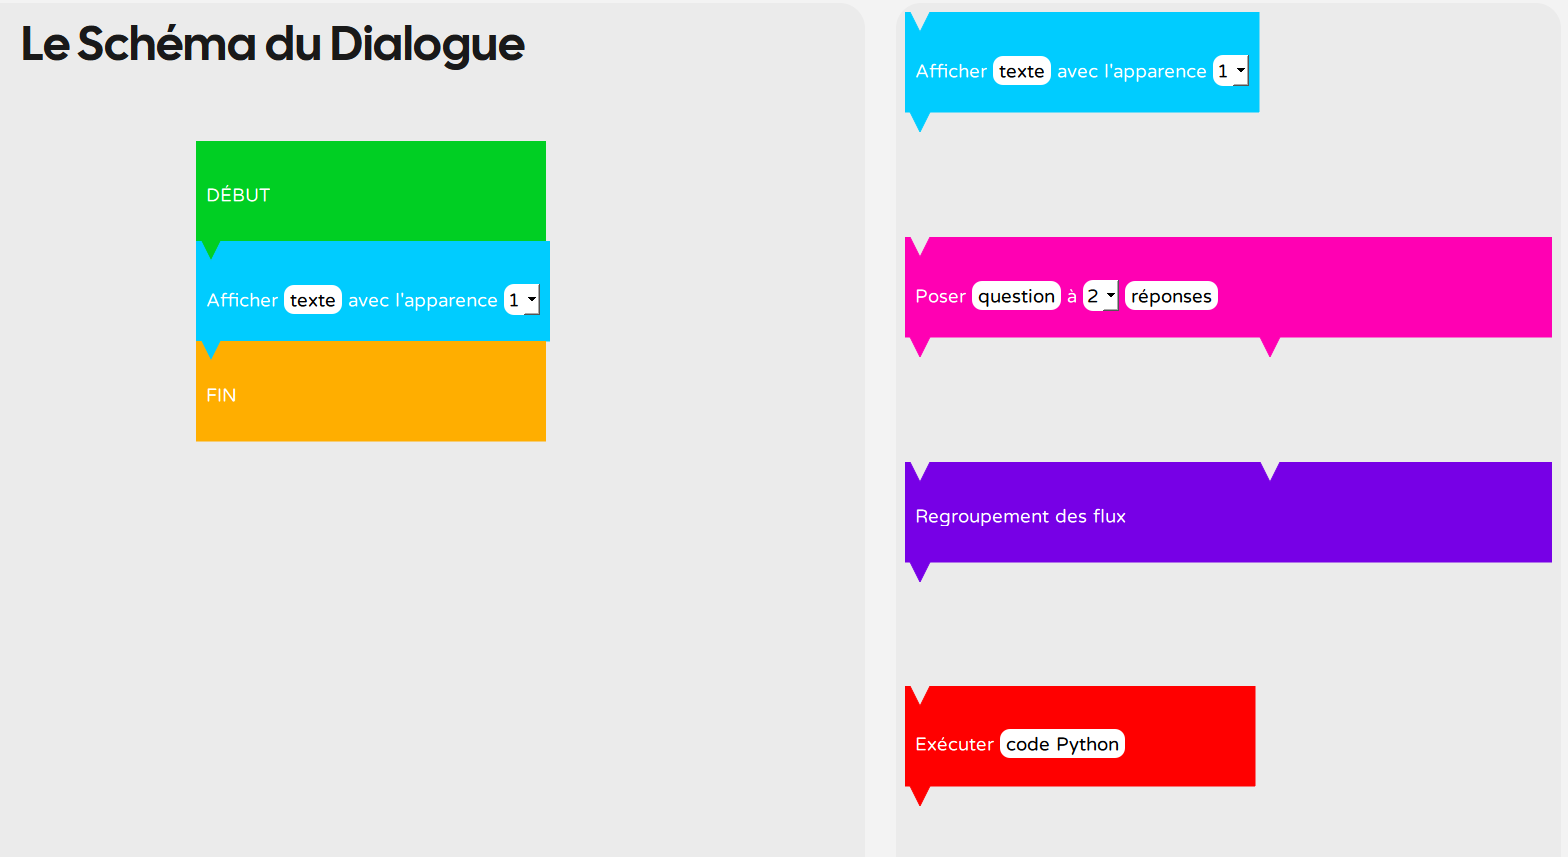 Le Schéma du Dialogue
DÉBUT
Afficher texte avec l'apparence 1
FIN
Afficher texte avec l'apparence 1
Poser question à 2 réponses
Regroupement des flux
Exécuter code Python